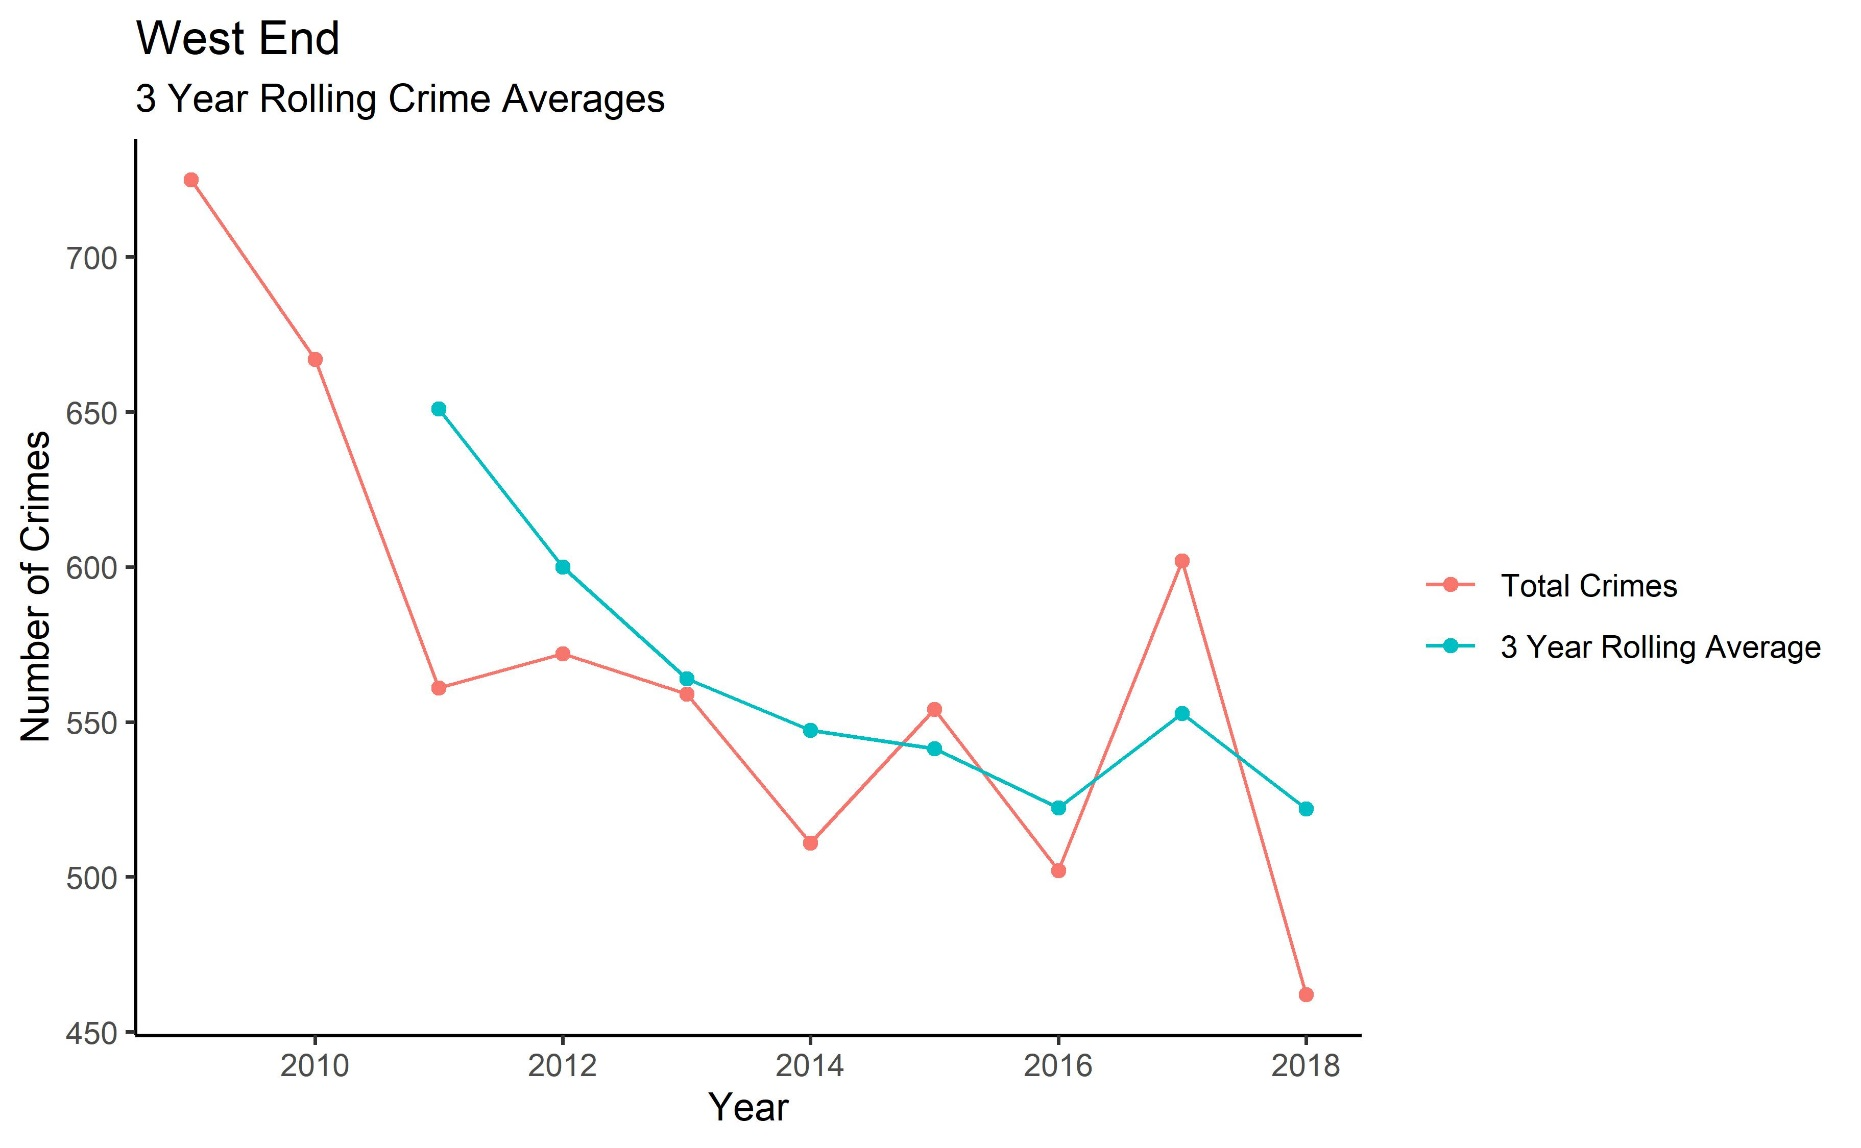 West End
3 Year Rolling Crime Averages
Number of Crimes
700
650
600
550
500
450
2010
2012
2014
2016
2018
Year
Total Crimes
3 Year Rolling Average